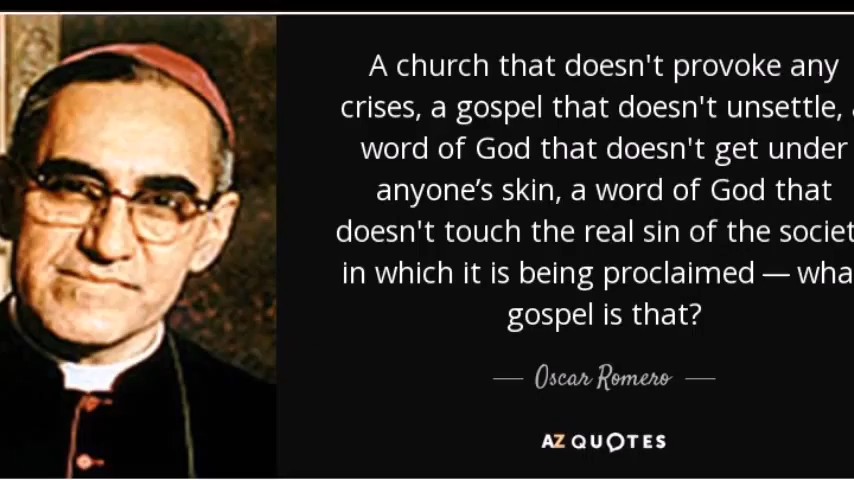 A church that doesn't provoke any
crises, a gospel that doesn't unsettle,
word of God that doesn't get under
anyone’s skin, a word of God that
doesn't touch the real sin of the societ
in which it is being proclaimed — wha
gospel is that?
Oscar Romero
AZ QUOTES